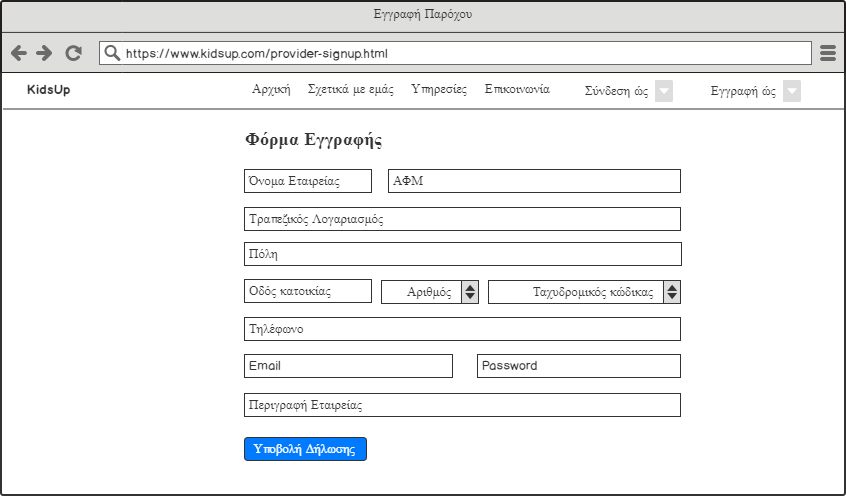 Εγγραφή Παρόχου
https://www.kidsup.com/provider-signup.html
KidsUp Αρχική Σχετικά με εμάς Υπηρεσίες Επικοινωνία Σύνδεση ώς Εγγραφή ώς
Φόρμα Εγγραφής
Όνομα Εταιρείας ΑΦΜ
Τραπεζικός Λογαριασμός
Πόλη
Οδός κατοικίας Αριθμός Ταχυδρομικός κώδικας
Τηλέφωνο
Email Password
Περιγραφή Εταιρείας
Υποβολή Δήλωσης